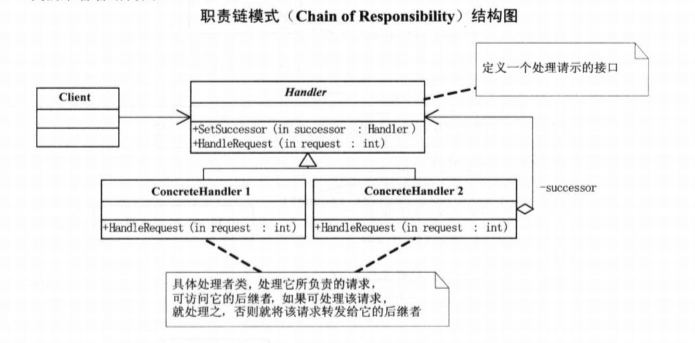 职责链模式（Chain of Responsibility）结构图
定义一个处理请示的接口
Client
Handler
+SetSuccessor (in successor : Handler)
+HandleRequest (in request : int)
ConcreteHandler 1
+HandleRequest (in request : int)
ConcreteHandler 2
+HandleRequest (in request : int)
-successor
具体处理者类，处理它所负责的请求，
可访问它的后继者，如果可处理该请求，
就处理之，否则就将该请求转发给它的后继者